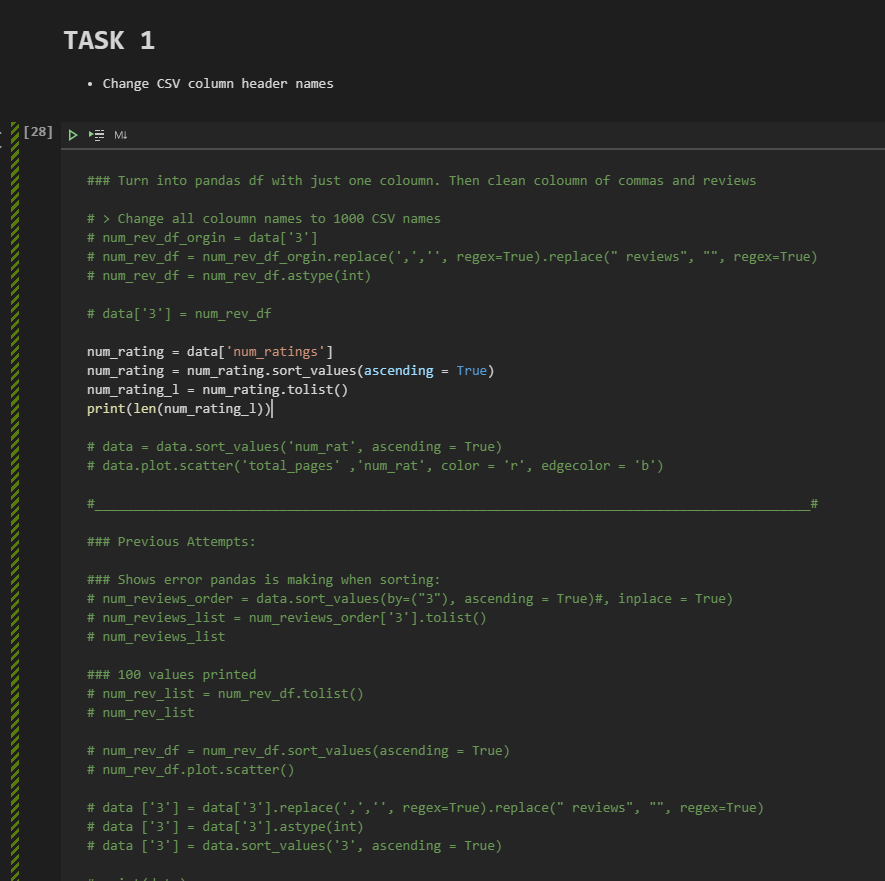 TASK 1
• Change CSV column header names
[28]
M↓
### Turn into pandas df with just one coloumn. Then clean coloumn of commas and reviews
# > Change all coloumn names to 1000 CSV names
# num_rev_df_orgin = data['3']
# num_rev_df = num_rev_df_orgin.replace(',','', regex=True).replace(" reviews", "", regex=True)
# num_rev_df = num_rev_df.astype(int)
# data['3'] = num_rev_df
num_rating = data['num_ratings']
num_rating = num_rating.sort_values(ascending = True)
num_rating_l = num_rating.tolist()
print(len(num_rating_l))
# data = data.sort_values('num_rat', ascending = True)
# data.plot.scatter('total_pages' ,'num_rat', color = 'r', edgecolor = 'b')
#_____________________________________________________________________________________________#
### Previous Attempts:
### Shows error pandas is making when sorting:
# num_reviews_order = data.sort_values(by=("3"), ascending = True)#, inplace = True)
# num_reviews_list = num_reviews_order['3'].tolist()
# num_reviews_list
### 100 values printed
# num_rev_list = num_rev_df.tolist()
# num_rev_list
# num_rev_df = num_rev_df.sort_values(ascending = True)
# num_rev_df.plot.scatter()
# data ['3'] = data['3'].replace(',','', regex=True).replace(" reviews", "", regex=True)
# data ['3'] = data['3'].astype(int)
# data ['3'] = data.sort_values('3', ascending = True)